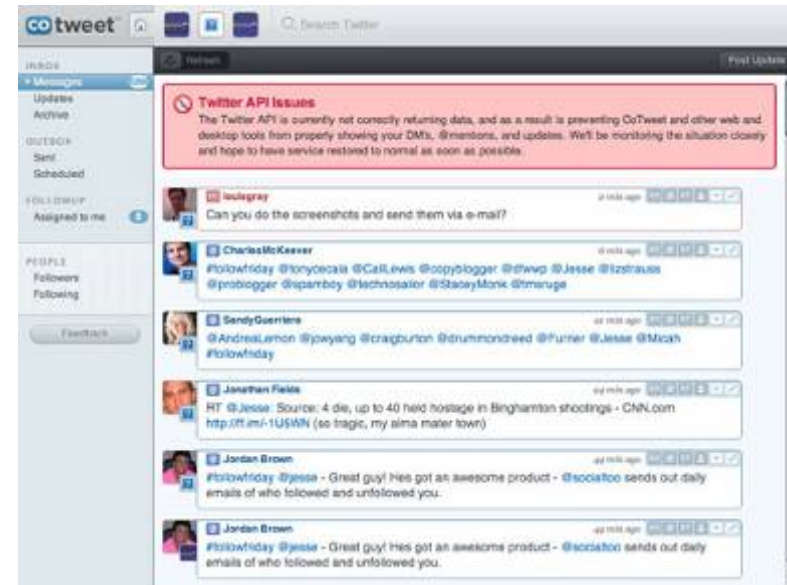 cotweet
Search Twitter
INBOX
Messages
Updates
Archive
OUTBOX
Sent
Scheduled
FOLLOWUP
Assigned to me
PEOPLE
Followers
Following
Feedback
Refresh
Post Update
Twitter API Issues
The Twitter API is currently not correctly returning data, and as a result is preventing CoTweet and other web and
desktop tools from properly showing your DM's, @mentions, and updates. We'll be monitoring the situation closely
and hope to have service restored to normal as soon as possible.
louisgray
Can you do the screenshots and send them via e-mail?
CharlesMcKeever
#followfriday @tonycecala @CaliLewis @copyblogger @dfwwp @Jesse @lizstrauss
@problogger @spamboy @technosailor @StaceyMonk @tmsruge
SandyGuerriere
@AndreaLemon @jowyang @craigburton @drummondreed @Furrier @Jesse @Micah
#followfriday
Jonathan Fields
RT @Jesse: Source: 4 die, up to 40 held hostage in Binghamton shootings - CNN.com
http://ff.im/-1U5WN (so tragic, my alma mater town)
Jordan Brown
#followfriday @jesse - Great guy! Hes got an awesome product - @socialtoo sends out daily
emails of who followed and unfollowed you.
Jordan Brown
#followfriday @jesse - Great guy! Hes got an awesome product - @socialtoo sends out daily
emails of who followed and unfollowed you.